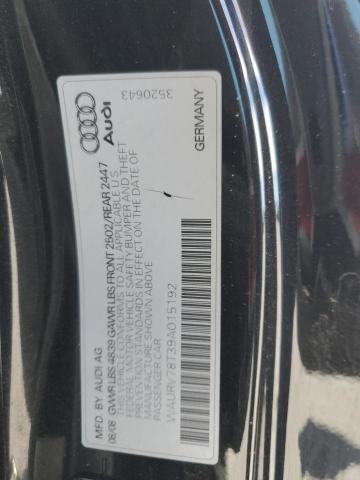 MFD. BY AUDI AG
06/08 GVWR LBS 4839 GAWR LBS FRONT 2502/REAR 2447
THIS VEHICLE CONFORMS TO ALL APPLICABLE U.S.
FEDERAL MOTOR VEHICLE SAFETY BUMPER AND THEFT
PREVENTION STANDARDS IN EFFECT ON THE DATE
OF MANUFACTURE SHOWN ABOVE
PASSENGER CAR
WAURV78T39A015192
Audi
3520643
GERMANY